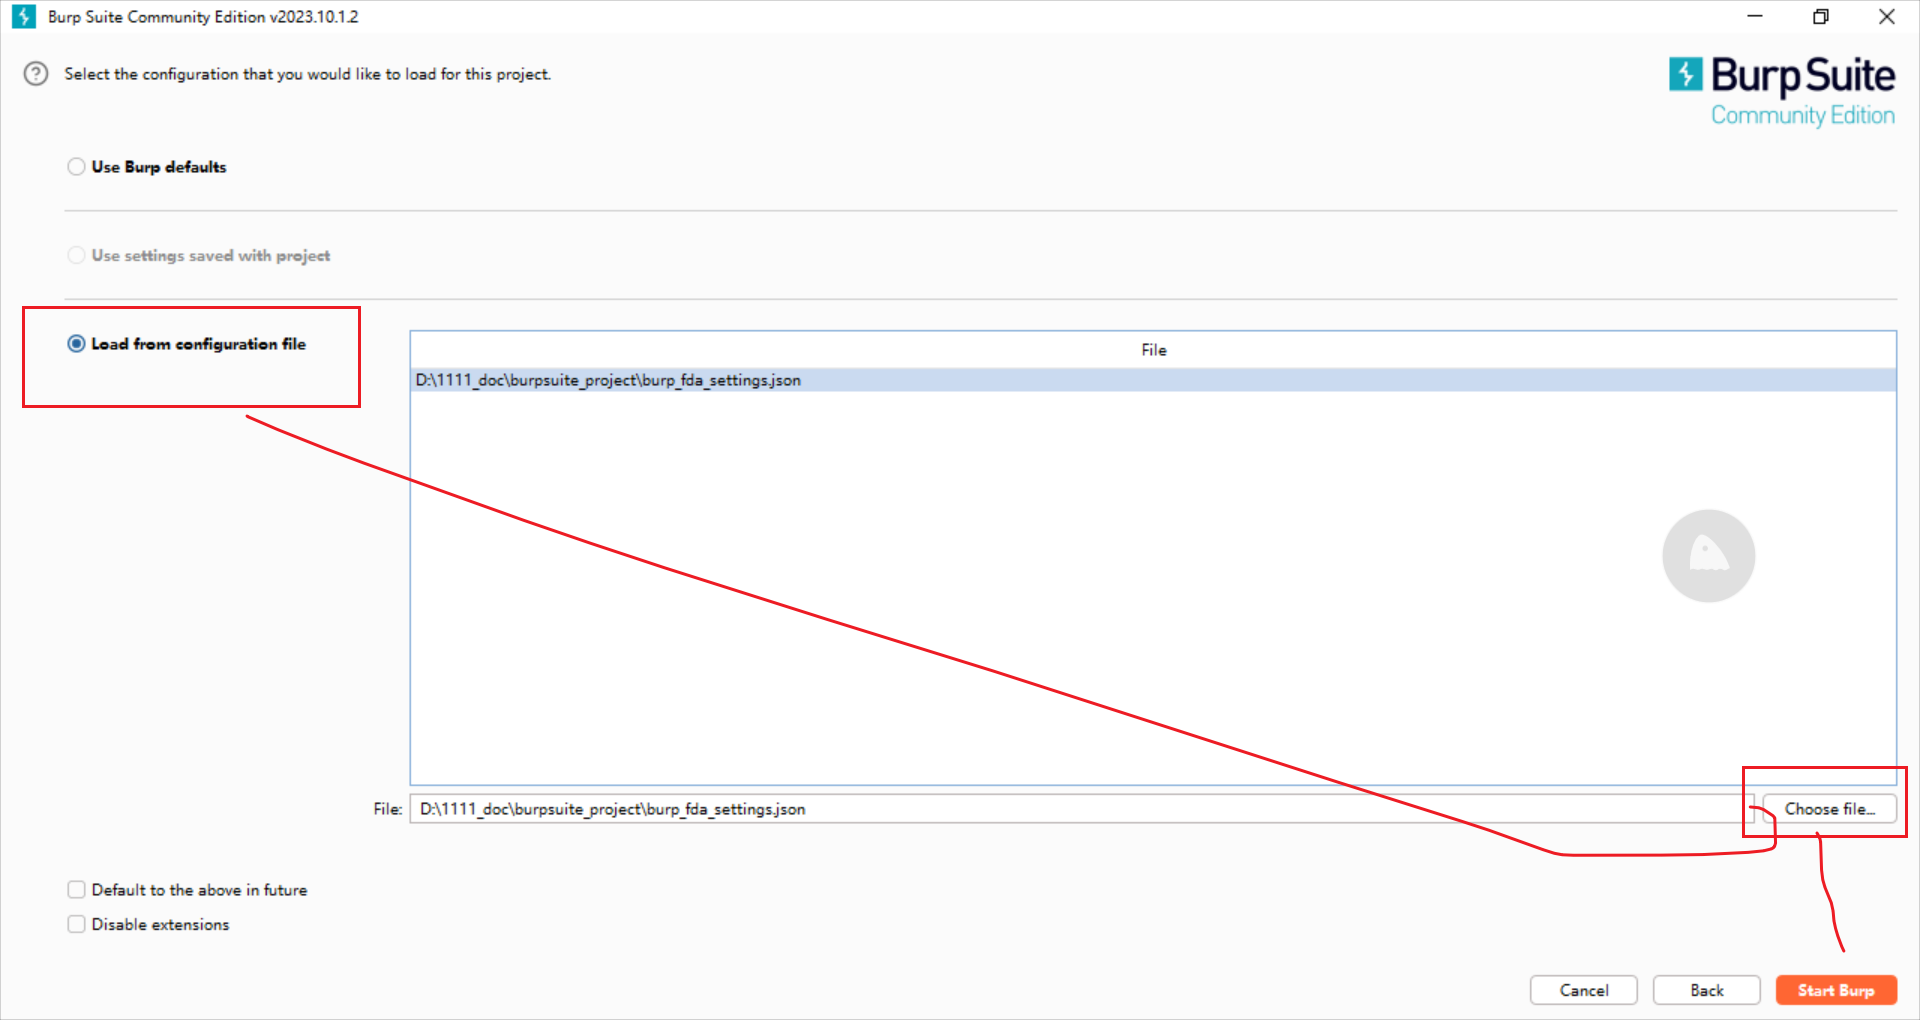 Burp Suite Community Edition v2023.10.1.2
Select the configuration that you would like to load for this project.
Burp Suite
Community Edition
Use Burp defaults
Use settings saved with project
Load from configuration file
File
D:\1111_doc\burpsuite_project\burp_fda_settings.json
File: D:\1111_doc\burpsuite_project\burp_fda_settings.json Choose file...
Default to the above in future
Disable extensions
Cancel Back Start Burp